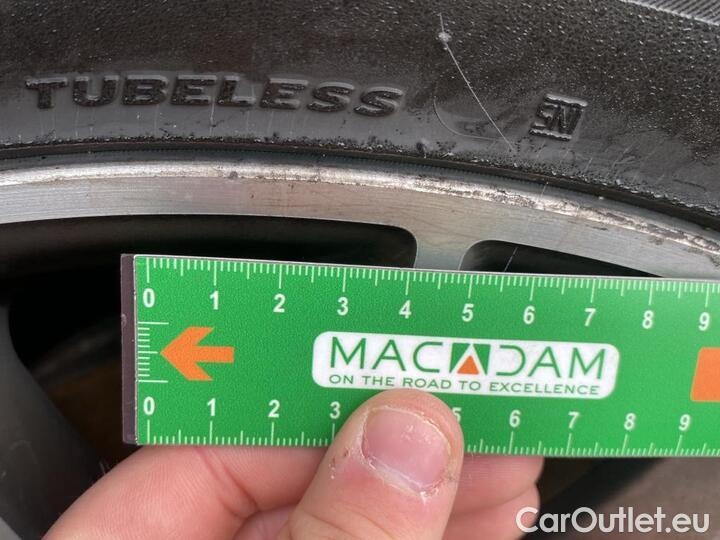 TUBELESS
0 1 2 3 4 5 6 7 8 9
MACADAM
ON THE ROAD TO EXCELLENCE
0 1 2 3 5 6 7 8 9
CarOutlet.eu